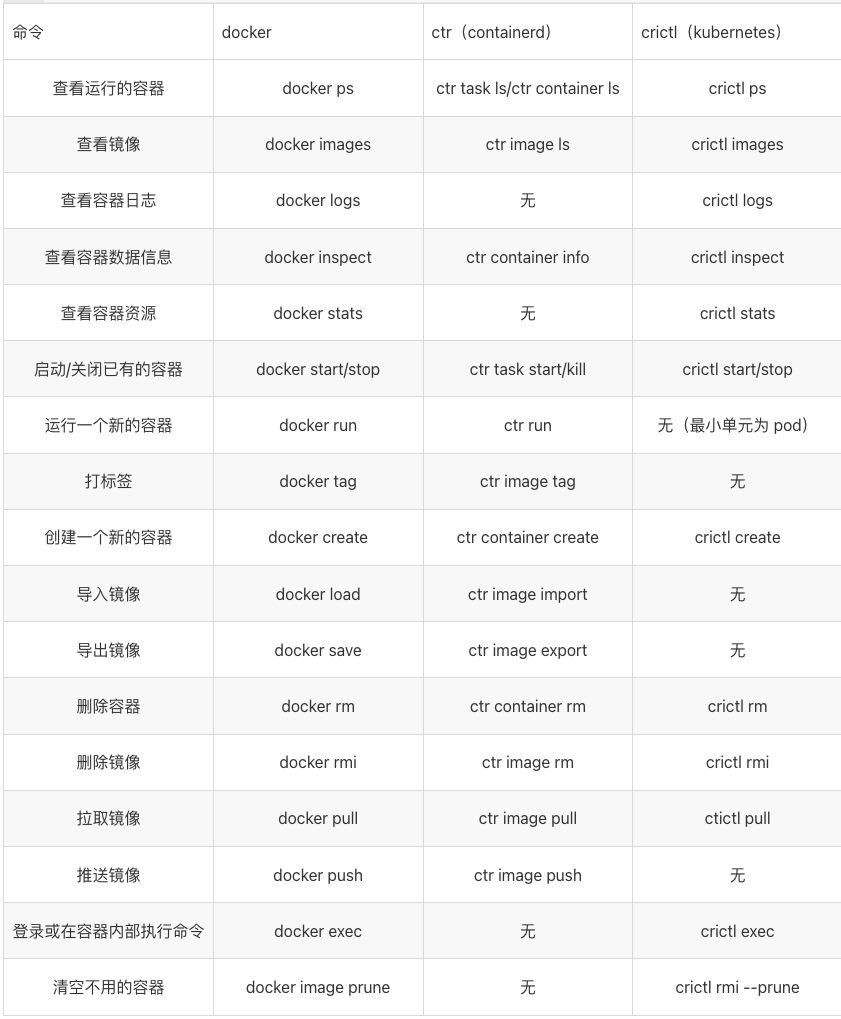 命令 docker ctr（containerd） crictl（kubernetes）
查看运行的容器 docker ps ctr task ls/ctr container ls crictl ps
查看镜像 docker images ctr image ls crictl images
查看容器日志 docker logs 无 crictl logs
查看容器数据信息 docker inspect ctr container info crictl inspect
查看容器资源 docker stats 无 crictl stats
启动/关闭已有的容器 docker start/stop ctr task start/kill crictl start/stop
运行一个新的容器 docker run ctr run 无（最小单元为 pod）
打标签 docker tag ctr image tag 无
创建一个新的容器 docker create ctr container create crictl create
导入镜像 docker load ctr image import 无
导出镜像 docker save ctr image export 无
删除容器 docker rm ctr container rm crictl rm
删除镜像 docker rmi ctr image rm crictl rmi
拉取镜像 docker pull ctr image pull ctictl pull
推送镜像 docker push ctr image push 无
登录或在容器内部执行命令 docker exec 无 crictl exec
清空不用的容器 docker image prune 无 crictl rmi --prune